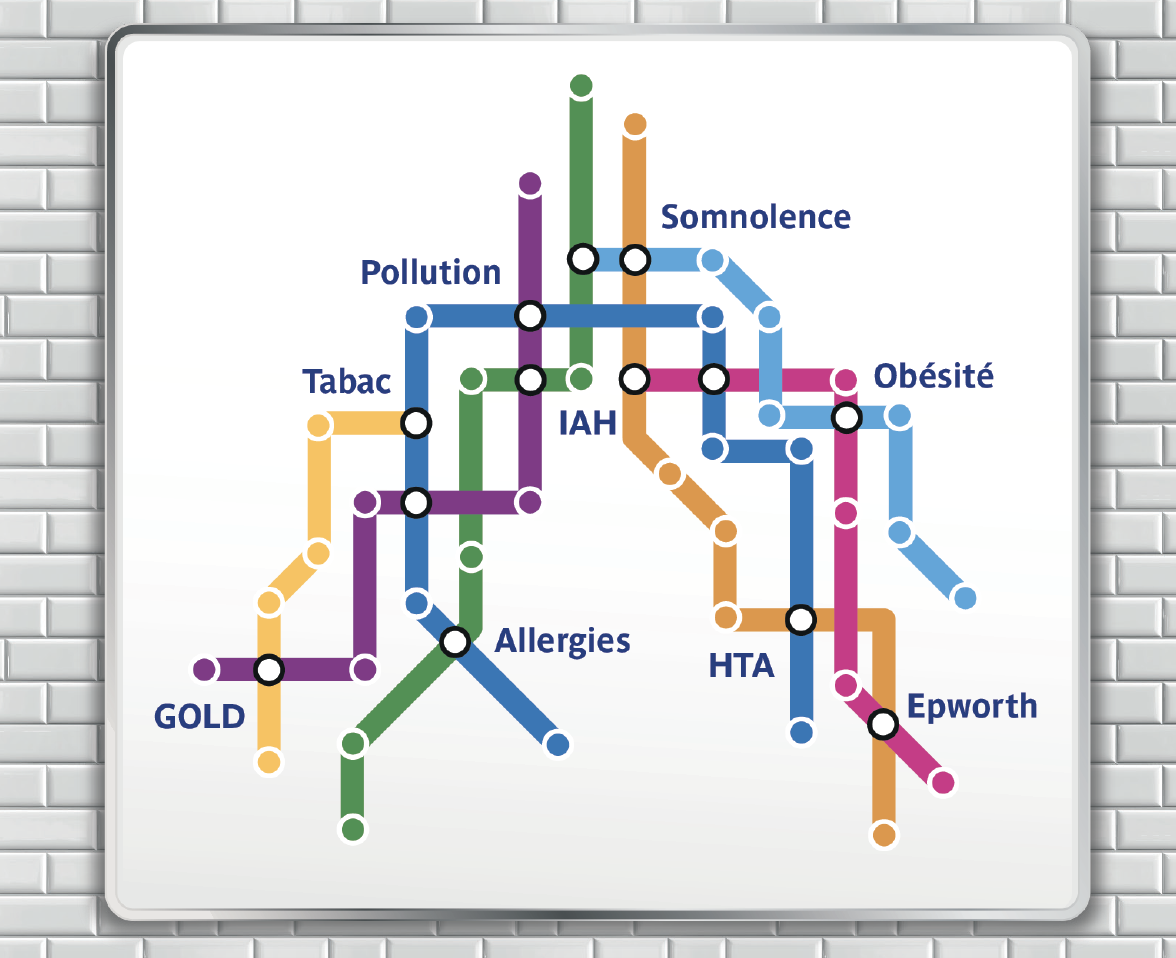 Somnolence
Pollution
Tabac
Obésité
IAH
Allergies
HTA
GOLD
Epworth